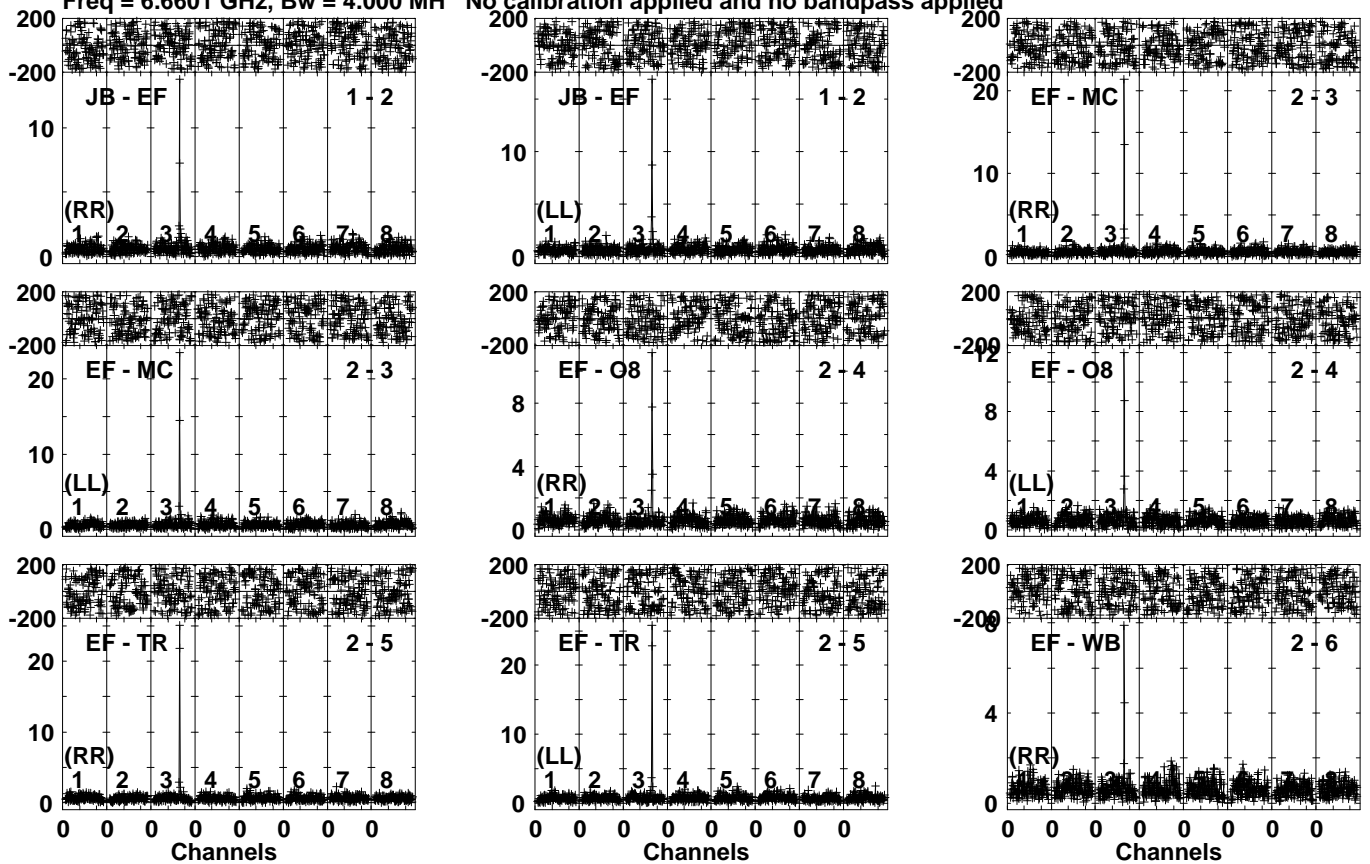 Freq = 6.6601 GHz, Bw = 4.000 MH   No calibration applied and no bandpass applied
200 200 200
-200 -200 -200
JB - EF 1 - 2 JB - EF 1 - 2 EF - MC 2 - 3
20
10 10 10
(RR) (LL) (RR)
1 2 3 4 5 6 7 8 1 2 3 4 5 6 7 8 1 2 3 4 5 6 7 8
0 0 0
200 200 200
-200 -200 -200
12
EF - MC 2 - 3 EF - O8 2 - 4 EF - O8 2 - 4
20 8 8
10 4 4
(LL) (RR) (LL)
1 2 3 4 5 6 7 8 1 2 3 4 5 6 7 8 1 2 3 4 5 6 7 8
0 0 0
200 200 200
-200 -200 -200
8
EF - TR 2 - 5 EF - TR 2 - 5 EF - WB 2 - 6
20 20
10 10 4
(RR) (LL) (RR)
1 2 3 4 5 6 7 8 1 2 3 4 5 6 7 8 1 2 3 4 5 6 7 8
0 0 0
0 0 0 0 0 0 0 0 0 0 0 0 0 0 0 0 0 0 0 0 0 0 0 0
Channels Channels Channels